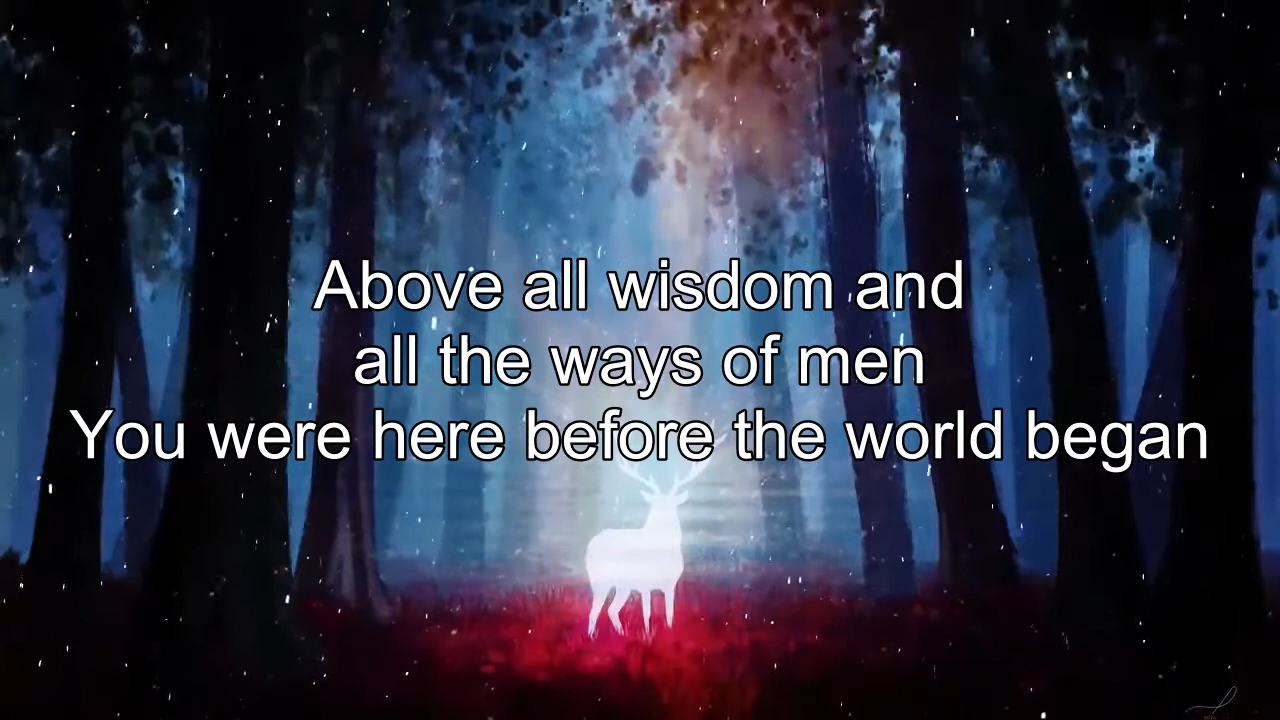 Above all wisdom and
all the ways of men
You were here before the world began